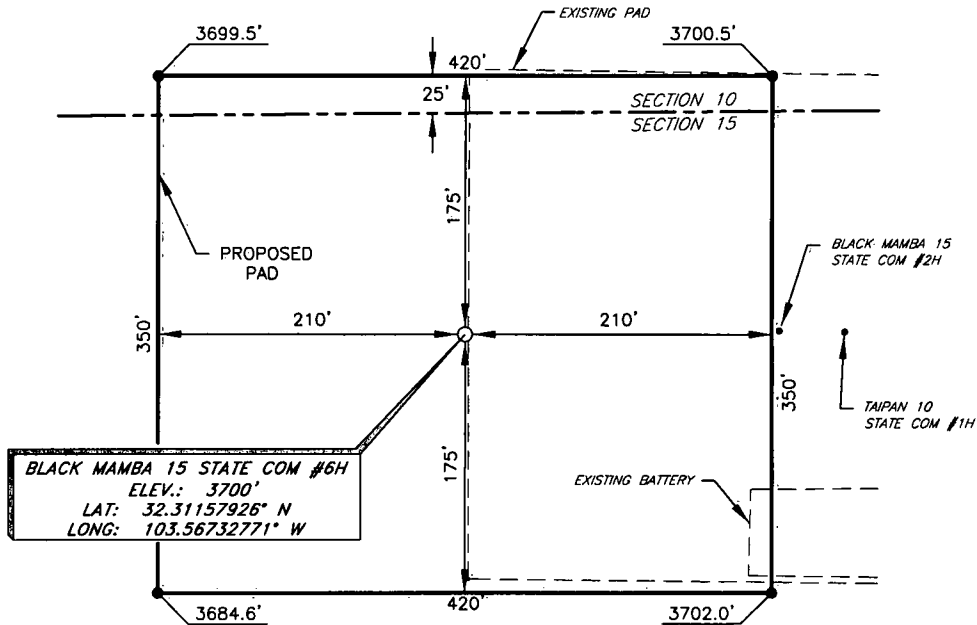 EXISTING PAD
3699.5'
3700.5'
420'
25'
SECTION 10
SECTION 15
175'
PROPOSED
PAD
BLACK MAMBA 15
STATE COM #2H
210'
210'
350'
350'
TAIPAN 10
STATE COM #1H
BLACK MAMBA 15 STATE COM #6H
ELEV.: 3700'
LAT: 32.31157926° N
LONG: 103.56732771° W
175'
EXISTING BATTERY
3684.6'
420'
3702.0'